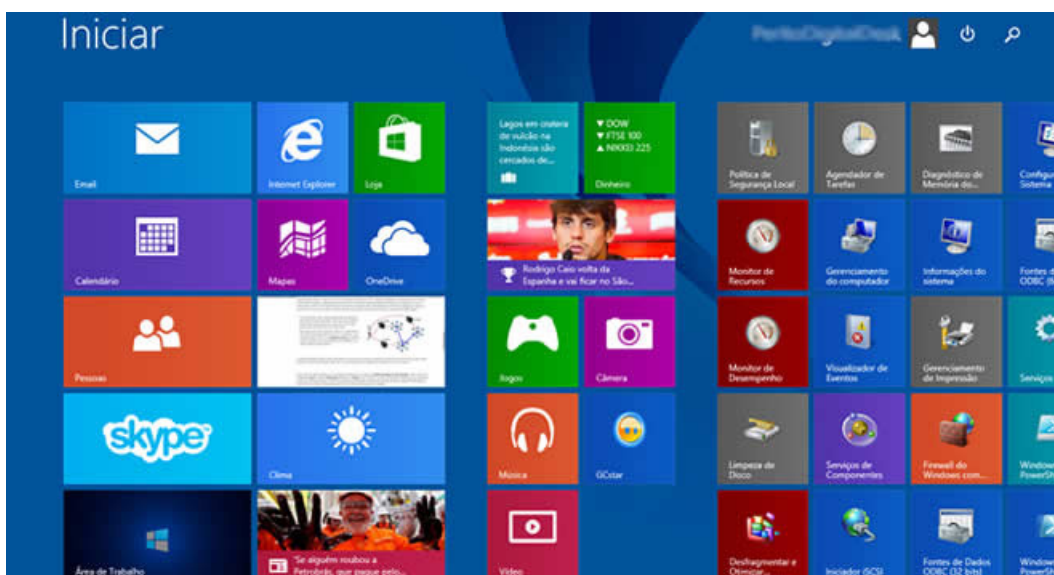 Iniciar
Email
Internet Explorer
Loja
Lagos em cratera
de vulcão na
Indonésia são
cercados de...
▼ DOW
▼ FTSE 100
▲ NIKKEI 225
Dinheiro
Política de
Segurança Local
Agendador de
Tarefas
Diagnóstico de
Memória do...
Sistema
Calendário
Mapas
OneDrive
Rodrigo Caio volta da
Espanha e vai ficar no São...
Monitor de
Recursos
Gerenciamento
do computador
Informações do
sistema
Fontes d
ODBC (6
Pessoas
Jogos
Câmera
Monitor de
Desempenho
Visualizador de
Eventos
Gerenciamento
de Impressão
Serviços
skype
Clima
Música
GCstar
Limpeza de
Disco
Serviços de
Componentes
Firewall do
Windows com...
Windows
PowerSh
Área de Trabalho
'Se alguém roubou a
Petrobrás, que pague pelo...
Vídeo
Desfragmentar e
Otimizar...
Iniciador iSCSI
Fontes de Dados
ODBC (32 bits)
Windows
PowerSh